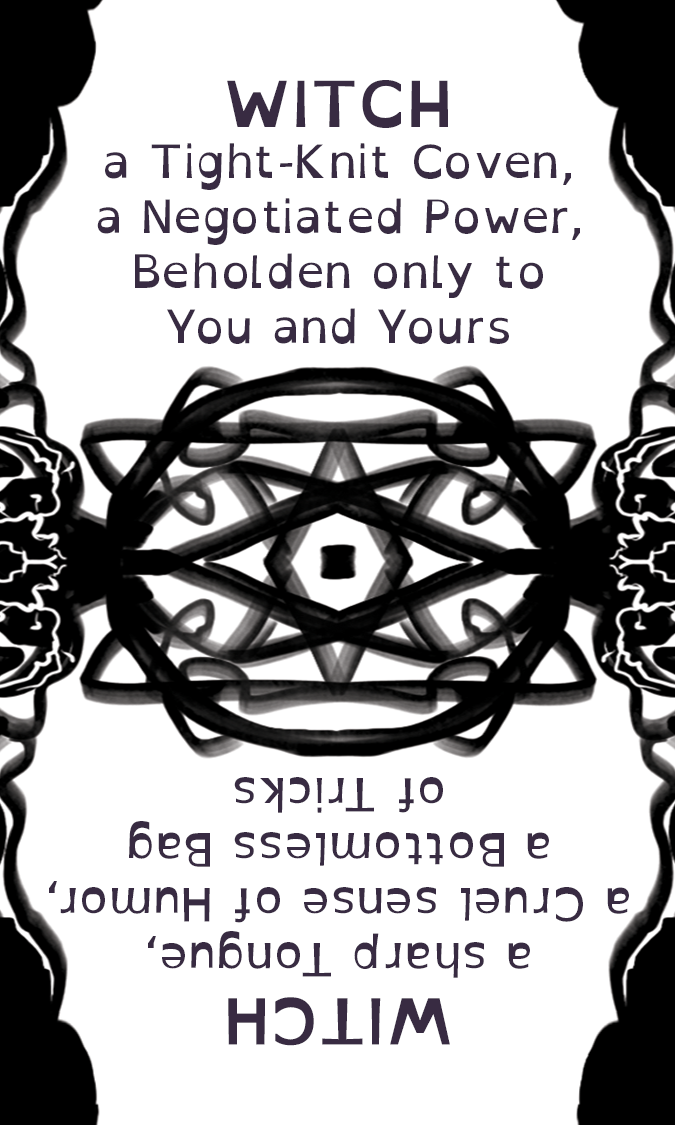 WITCH
a Tight-Knit Coven,
a Negotiated Power,
Beholden only to
You and Yours
WITCH
a sharp Tongue,
a Cruel sense of Humor,
a Bottomless Bag
of Tricks